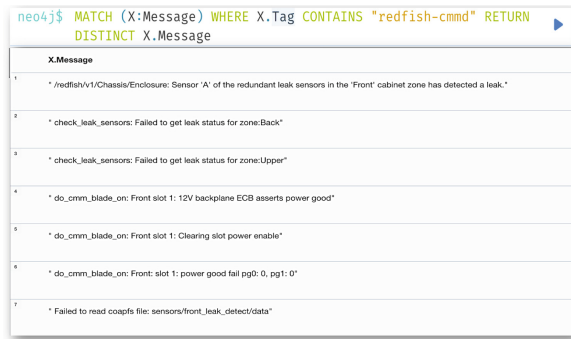 neo4j$ MATCH (X:Message) WHERE X.Tag CONTAINS "redfish-cmmd" RETURN
DISTINCT X.Message
X.Message
1
" /redfish/v1/Chassis/Enclosure: Sensor 'A' of the redundant leak sensors in the 'Front' cabinet zone has detected a leak."
2
" check_leak_sensors: Failed to get leak status for zone:Back"
3
" check_leak_sensors: Failed to get leak status for zone:Upper"
4
" do_cmm_blade_on: Front slot 1: 12V backplane ECB asserts power good"
5
" do_cmm_blade_on: Front slot 1: Clearing slot power enable"
6
" do_cmm_blade_on: Front: slot 1: power good fail pg0: 0, pg1: 0"
7
" Failed to read coapfs file: sensors/front_leak_detect/data"